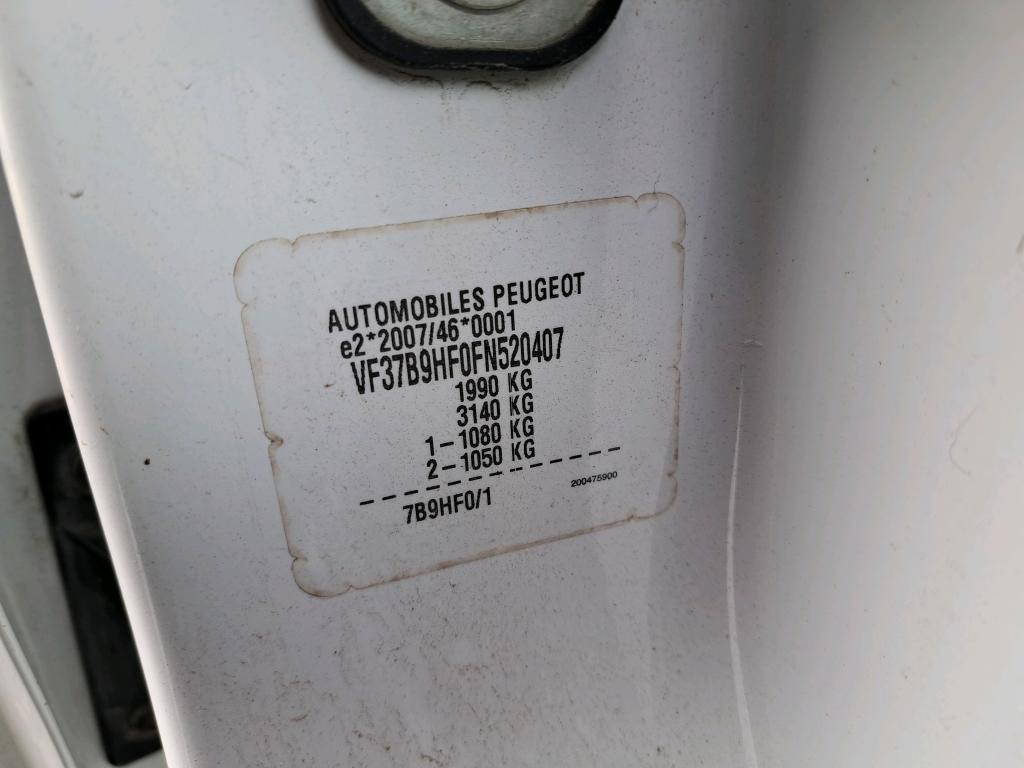 AUTOMOBILES PEUGEOT
e2*2007/46*0001
VF37B9HF0FN520407
1990 KG
3140 KG
1-1080 KG
2-1050 KG
7B9HF0/1
200475900